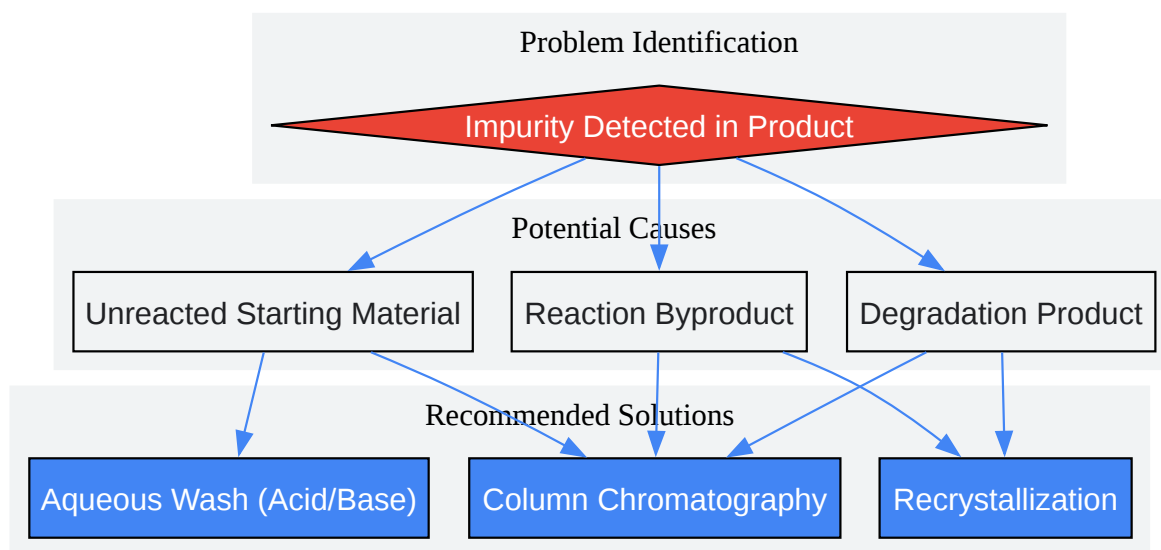 Problem Identification
Impurity Detected in Product
Potential Causes
Unreacted Starting Material
Reaction Byproduct
Degradation Product
Recommended Solutions
Aqueous Wash (Acid/Base)
Column Chromatography
Recrystallization